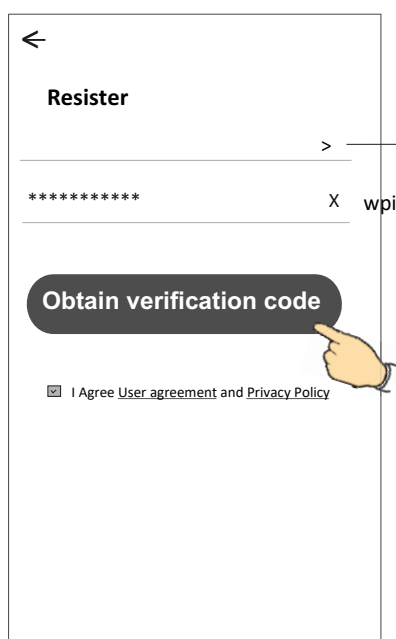 Resister
>
*********** X
wpi
Obtain verification code
I Agree User agreement and Privacy Policy